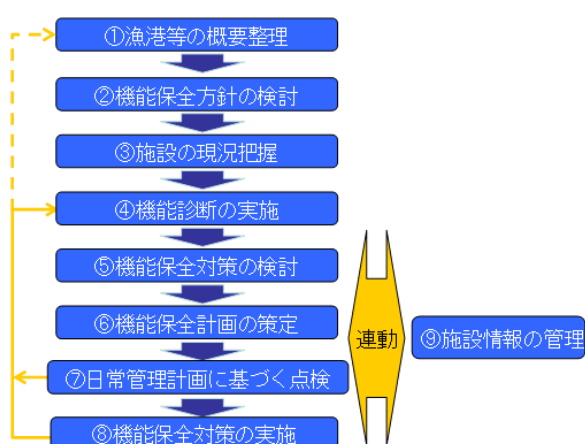 ①漁港等の概要整理
②機能保全方針の検討
③施設の現況把握
④機能診断の実施
⑤機能保全対策の検討
⑥機能保全計画の策定
連動
⑨施設情報の管理
⑦日常管理計画に基づく点検
⑧機能保全対策の実施